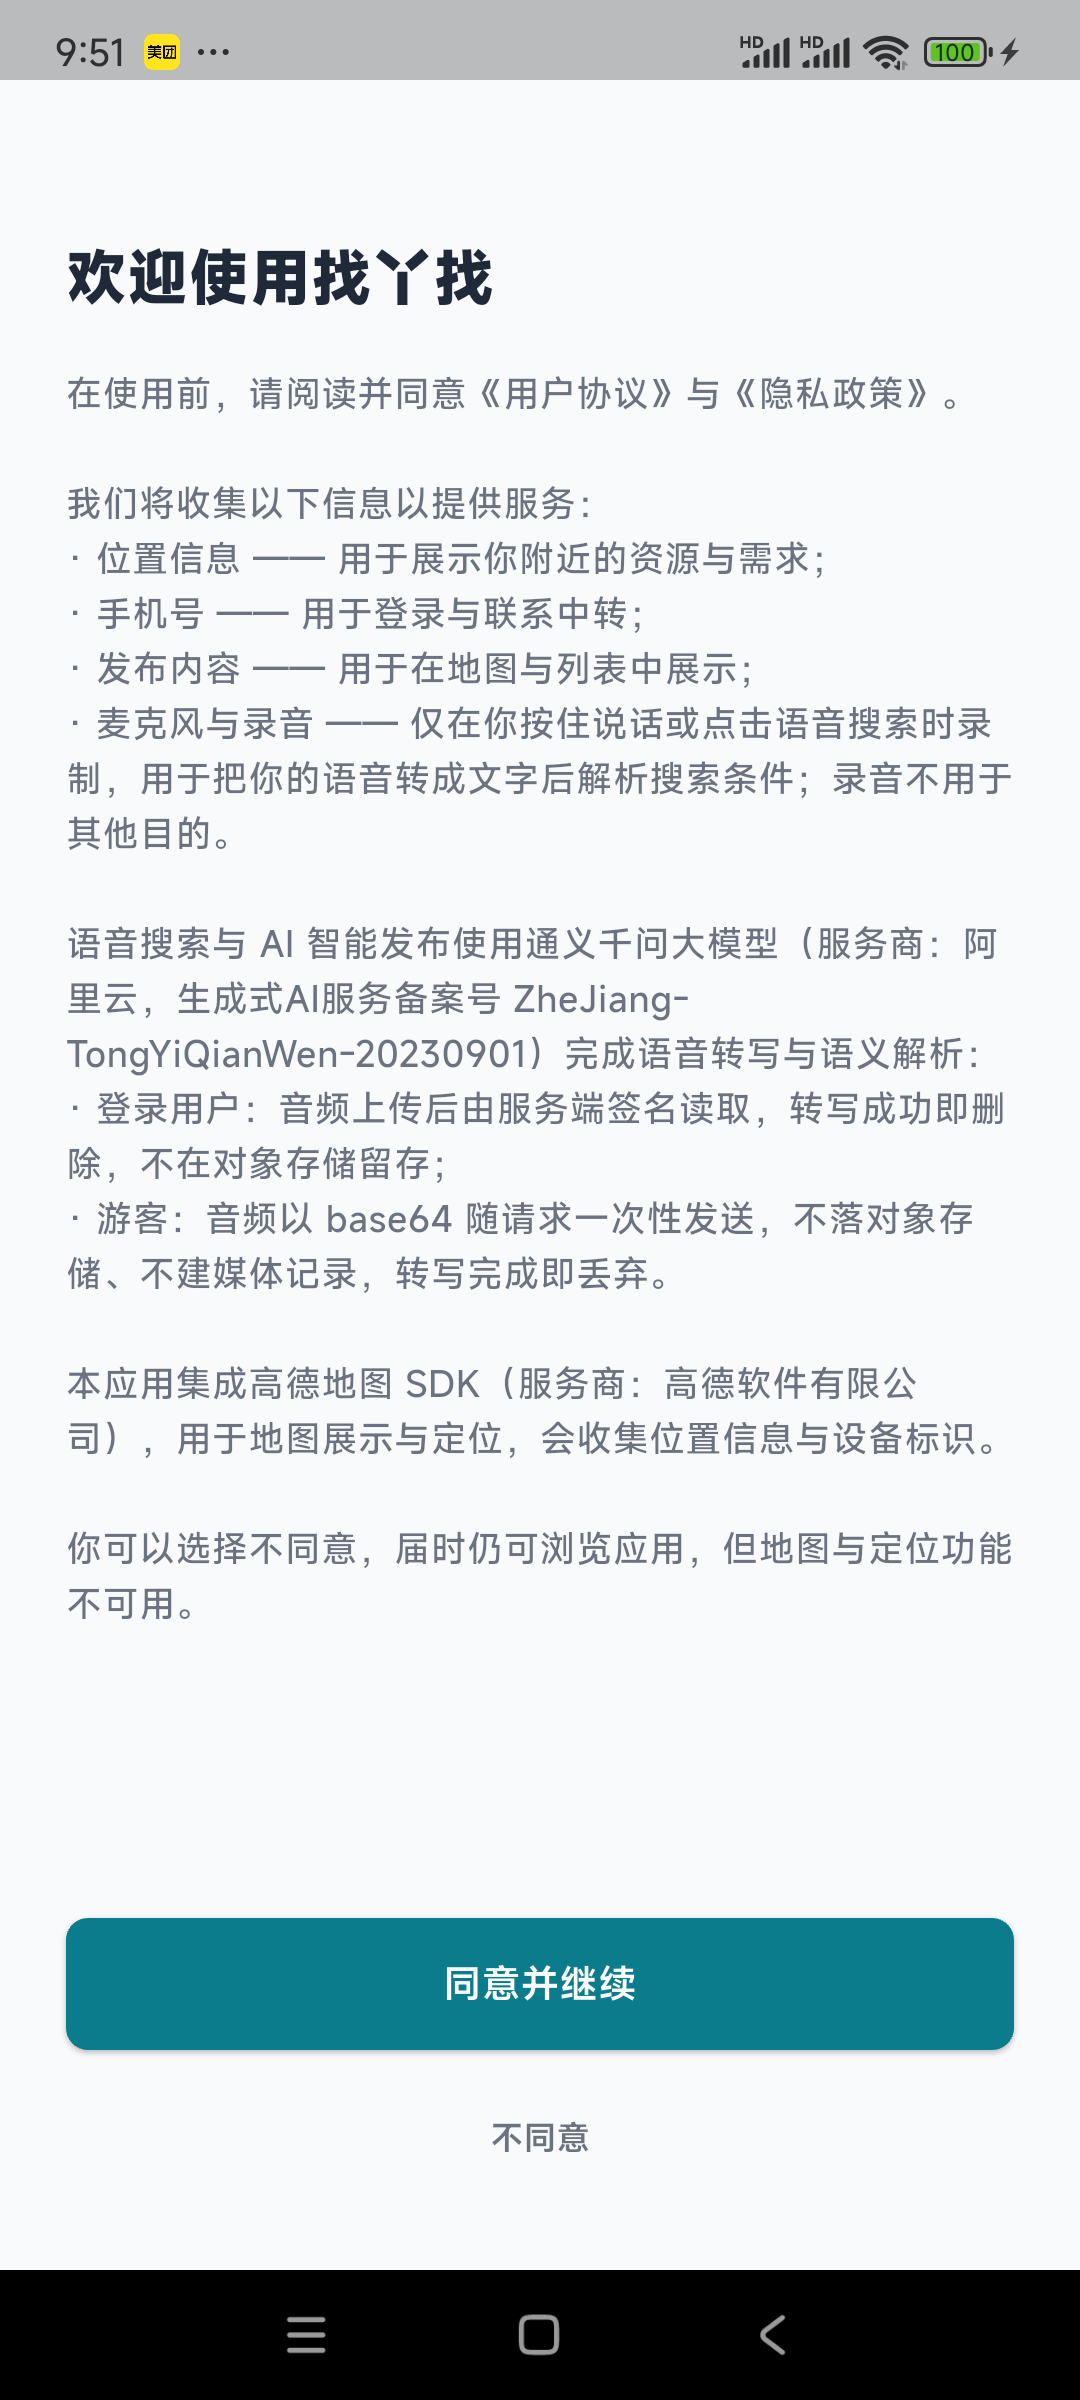 9:51 美团 ··· HD HD 100
欢迎使用找丫找
在使用前，请阅读并同意《用户协议》与《隐私政策》。
我们将收集以下信息以提供服务：
· 位置信息 —— 用于展示你附近的资源与需求；
· 手机号 —— 用于登录与联系中转；
· 发布内容 —— 用于在地图与列表中展示；
· 麦克风与录音 —— 仅在你按住说话或点击语音搜索时录
制，用于把你的语音转成文字后解析搜索条件；录音不用于
其他目的。
语音搜索与 AI 智能发布使用通义千问大模型（服务商：阿
里云，生成式AI服务备案号 ZheJiang-
TongYiQianWen-20230901）完成语音转写与语义解析：
· 登录用户：音频上传后由服务端签名读取，转写成功即删
除，不在对象存储留存；
· 游客：音频以 base64 随请求一次性发送，不落对象存
储、不建媒体记录，转写完成即丢弃。
本应用集成高德地图 SDK（服务商：高德软件有限公
司），用于地图展示与定位，会收集位置信息与设备标识。
你可以选择不同意，届时仍可浏览应用，但地图与定位功能
不可用。
同意并继续
不同意